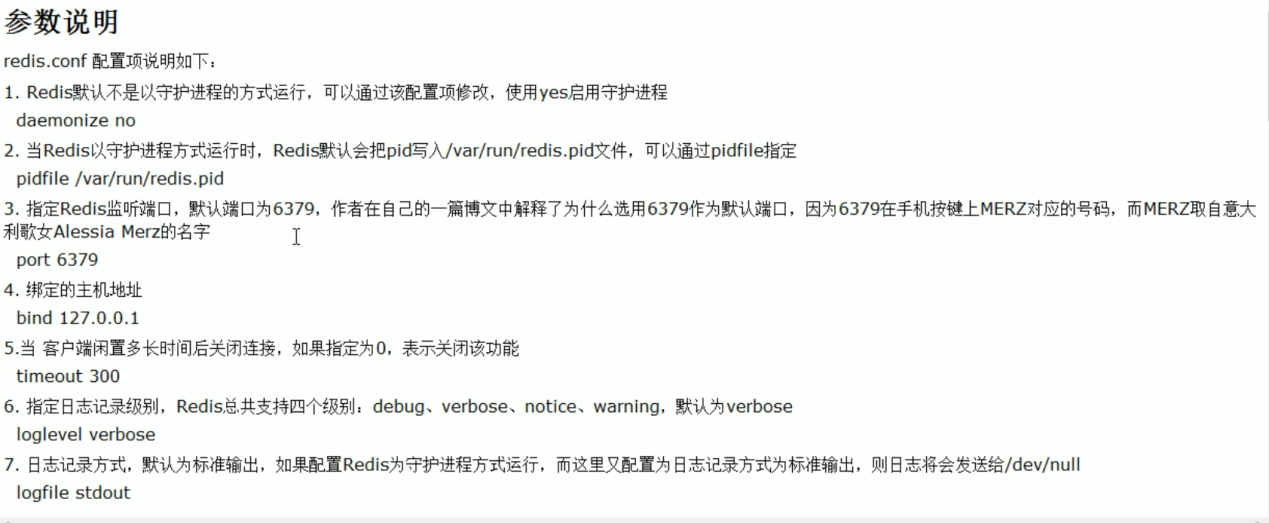 参数说明
redis.conf 配置项说明如下：
1. Redis默认不是以守护进程的方式运行，可以通过该配置项修改，使用yes启用守护进程
daemonize no
2. 当Redis以守护进程方式运行时，Redis默认会把pid写入/var/run/redis.pid文件，可以通过pidfile指定
pidfile /var/run/redis.pid
3. 指定Redis监听端口，默认端口为6379，作者在自己的一篇博文中解释了为什么选用6379作为默认端口，因为6379在手机按键上MERZ对应的号码，而MERZ取自意大
利歌女Alessia Merz的名字
port 6379
4. 绑定的主机地址
bind 127.0.0.1
5.当 客户端闲置多长时间后关闭连接，如果指定为0，表示关闭该功能
timeout 300
6. 指定日志记录级别，Redis总共支持四个级别：debug、verbose、notice、warning，默认为verbose
loglevel verbose
7. 日志记录方式，默认为标准输出，如果配置Redis为守护进程方式运行，而这里又配置为日志记录方式为标准输出，则日志将会发送给/dev/null
logfile stdout